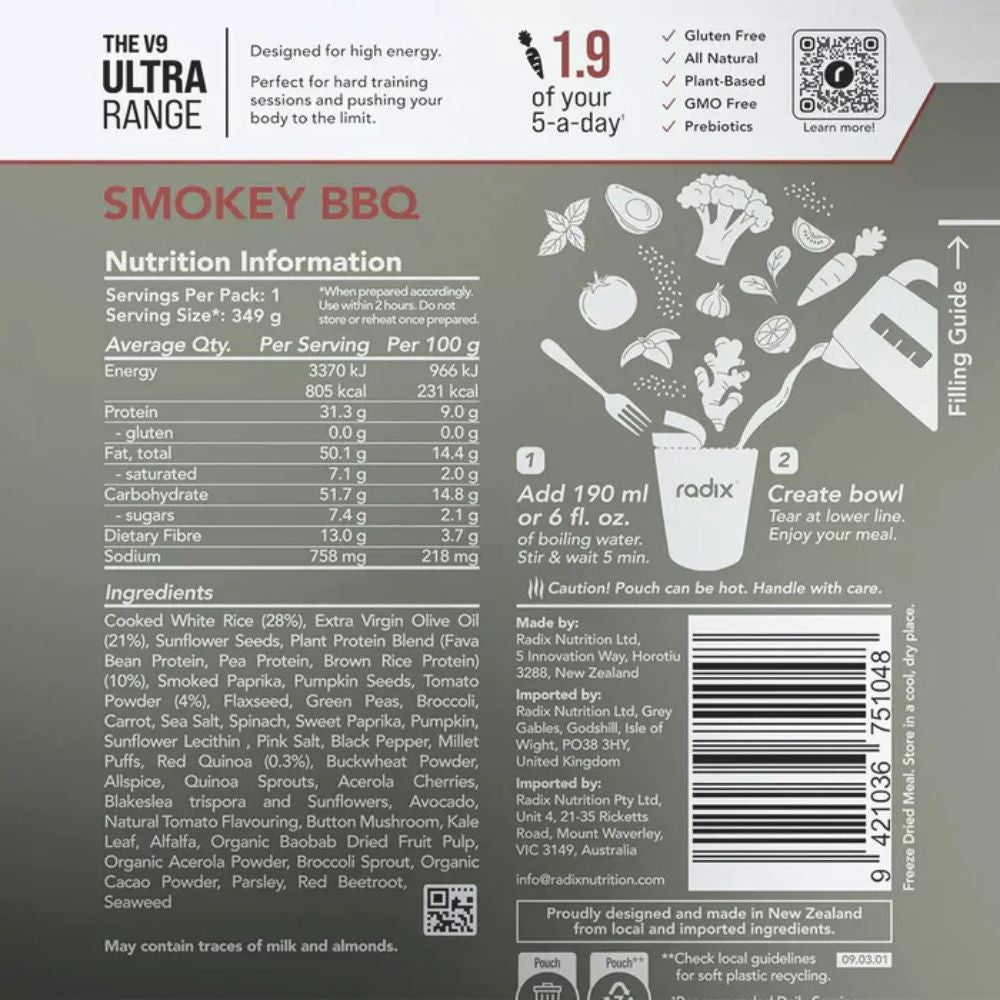 THE V9
ULTRA
RANGE
Designed for high energy.
Perfect for hard training
sessions and pushing your
body to the limit.
1.9
of your
5-a-day†
✓ Gluten Free
✓ All Natural
✓ Plant-Based
✓ GMO Free
✓ Prebiotics
r
Learn more!
SMOKEY BBQ
Nutrition Information
Servings Per Pack: 1
Serving Size*: 349 g
*When prepared accordingly.
Use within 2 hours. Do not
store or reheat once prepared.
Average Qty. Per Serving Per 100 g
Energy 3370 kJ 966 kJ
805 kcal 231 kcal
Protein 31.3 g 9.0 g
- gluten 0.0 g 0.0 g
Fat, total 50.1 g 14.4 g
- saturated 7.1 g 2.0 g
Carbohydrate 51.7 g 14.8 g
- sugars 7.4 g 2.1 g
Dietary Fibre 13.0 g 3.7 g
Sodium 758 mg 218 mg
Ingredients
Cooked White Rice (28%), Extra Virgin Olive Oil
(21%), Sunflower Seeds, Plant Protein Blend (Fava
Bean Protein, Pea Protein, Brown Rice Protein)
(10%), Smoked Paprika, Pumpkin Seeds, Tomato
Powder (4%), Flaxseed, Green Peas, Broccoli,
Carrot, Sea Salt, Spinach, Sweet Paprika, Pumpkin,
Sunflower Lecithin , Pink Salt, Black Pepper, Millet
Puffs, Red Quinoa (0.3%), Buckwheat Powder,
Allspice, Quinoa Sprouts, Acerola Cherries,
Blakeslea trispora and Sunflowers, Avocado,
Natural Tomato Flavouring, Button Mushroom, Kale
Leaf, Alfalfa, Organic Baobab Dried Fruit Pulp,
Organic Acerola Powder, Broccoli Sprout, Organic
Cacao Powder, Parsley, Red Beetroot,
Seaweed
May contain traces of milk and almonds.
Filling Guide →
radix
1
Add 190 ml
or 6 fl. oz.
of boiling water.
Stir & wait 5 min.
2
Create bowl
Tear at lower line.
Enjoy your meal.
Caution! Pouch can be hot. Handle with care.
Made by:
Radix Nutrition Ltd,
5 Innovation Way, Horotiu
3288, New Zealand
Imported by:
Radix Nutrition Ltd, Grey
Gables, Godshill, Isle of
Wight, PO38 3HY,
United Kingdom
Imported by:
Radix Nutrition Pty Ltd,
Unit 4, 21-35 Ricketts
Road, Mount Waverley,
VIC 3149, Australia
info@radixnutrition.com
9 421036 751048
Freeze Dried Meal. Store in a cool, dry place.
Proudly designed and made in New Zealand
from local and imported ingredients.
Pouch
Pouch**
**Check local guidelines
for soft plastic recycling.
09.03.01